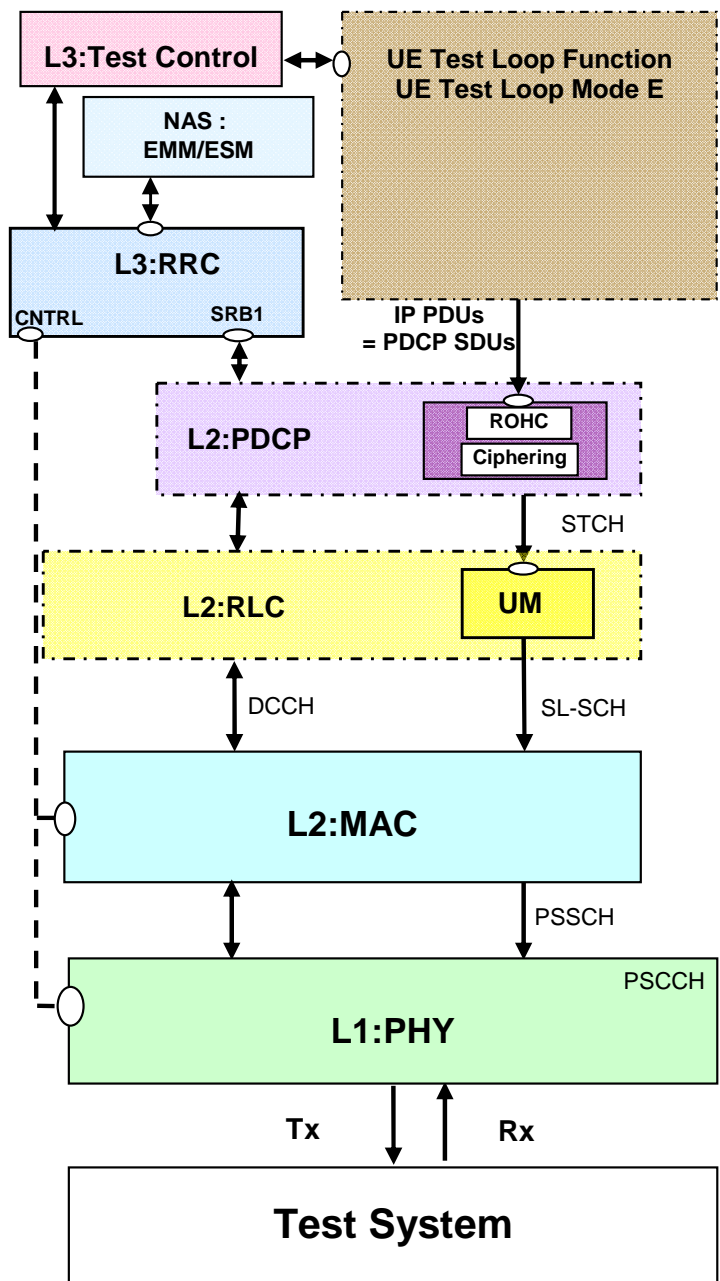 L3:Test Control
UE Test Loop Function
UE Test Loop Mode E
NAS :
EMM/ESM
L3:RRC
CNTRL
SRB1
IP PDUs
= PDCP SDUs
L2:PDCP
ROHC
Ciphering
STCH
L2:RLC
UM
DCCH
SL-SCH
L2:MAC
PSSCH
PSCCH
L1:PHY
Tx
Rx
Test System